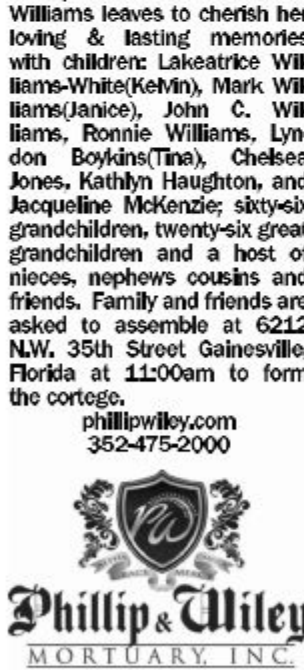 Williams leaves to cherish her
loving & lasting memories
with children: Lakeatrice Wil-
liams-White(Kelvin), Mark Wil-
liams(Janice), John C. Wil-
liams, Ronnie Williams, Lyn-
don Boykins(Tina), Chelsea
Jones, Kathlyn Haughton, and
Jacqueline McKenzie; sixty-six
grandchildren, twenty-six great
grandchildren and a host of
nieces, nephews cousins and
friends. Family and friends are
asked to assemble at 6212
N.W. 35th Street Gainesville,
Florida at 11:00am to form
the cortege.
phillipwiley.com
352-475-2000
PW
Phillip & Wiley
MORTUARY, INC.